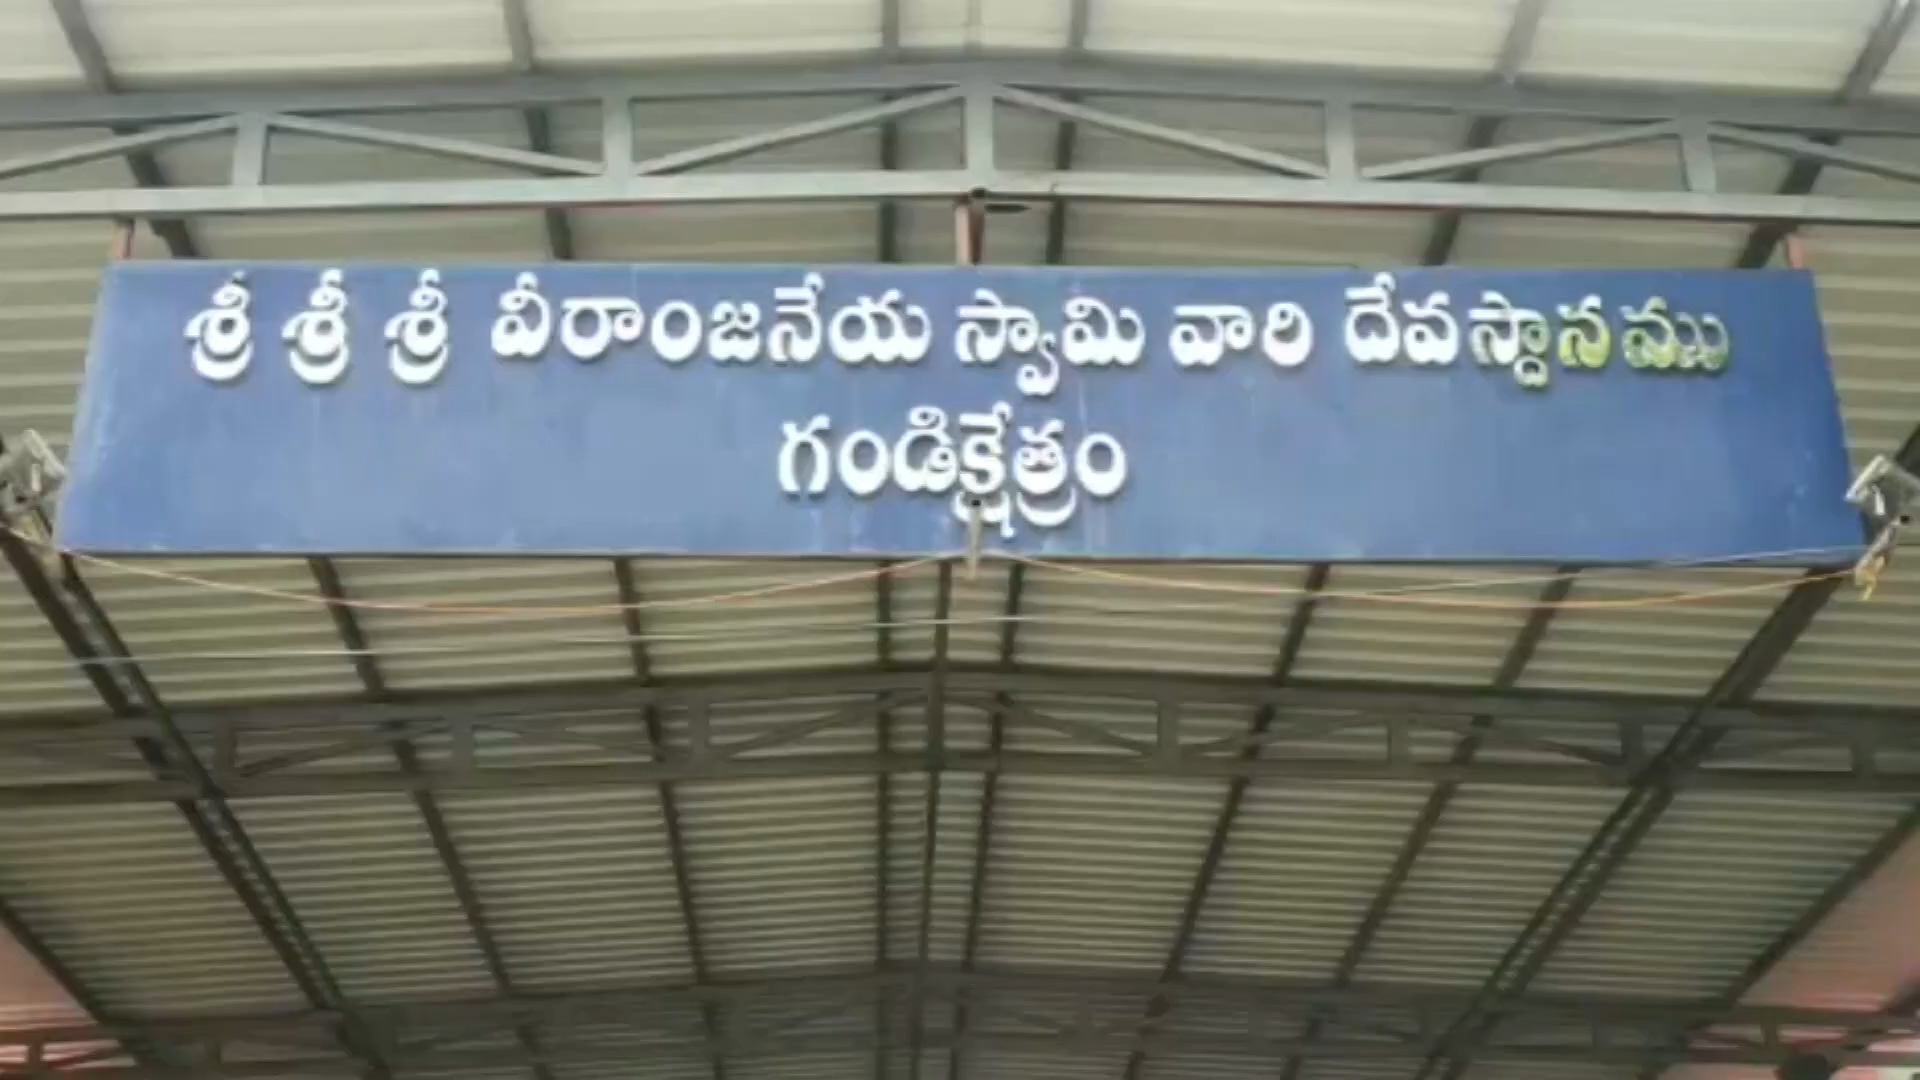 శ్రీ శ్రీ శ్రీ వీరాంజనేయ స్వామి వారి దేవస్థానమ్ము
గండిక్షేత్రం